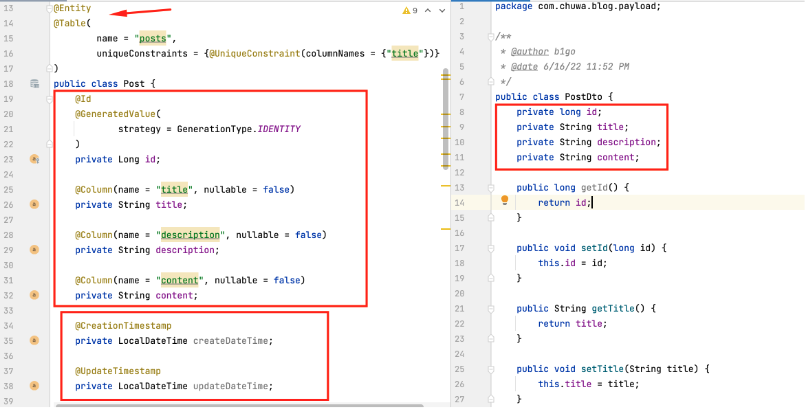 13 @Entity
14 @Table(
15 name = "posts",
16 uniqueConstraints = {@UniqueConstraint(columnNames = {"title"})}
17 )
18 public class Post {
19 @Id
20 @GeneratedValue(
21 strategy = GenerationType.IDENTITY
22 )
23 private Long id;
24
25 @Column(name = "title", nullable = false)
26 private String title;
27
28 @Column(name = "description", nullable = false)
29 private String description;
30
31 @Column(name = "content", nullable = false)
32 private String content;
33
34 @CreationTimestamp
35 private LocalDateTime createDateTime;
36
37 @UpdateTimestamp
38 private LocalDateTime updateDateTime;
39
9
1 package com.chuwa.blog.payload;
2
3 /**
4 * @author b1go
5 * @date 6/16/22 11:52 PM
6 */
7 public class PostDto {
8 private long id;
9 private String title;
10 private String description;
11 private String content;
12
13 public long getId() {
14 return id;
15 }
16
17 public void setId(long id) {
18 this.id = id;
19 }
20
21 public String getTitle() {
22 return title;
23 }
24
25 public void setTitle(String title) {
26 this.title = title;
27 }